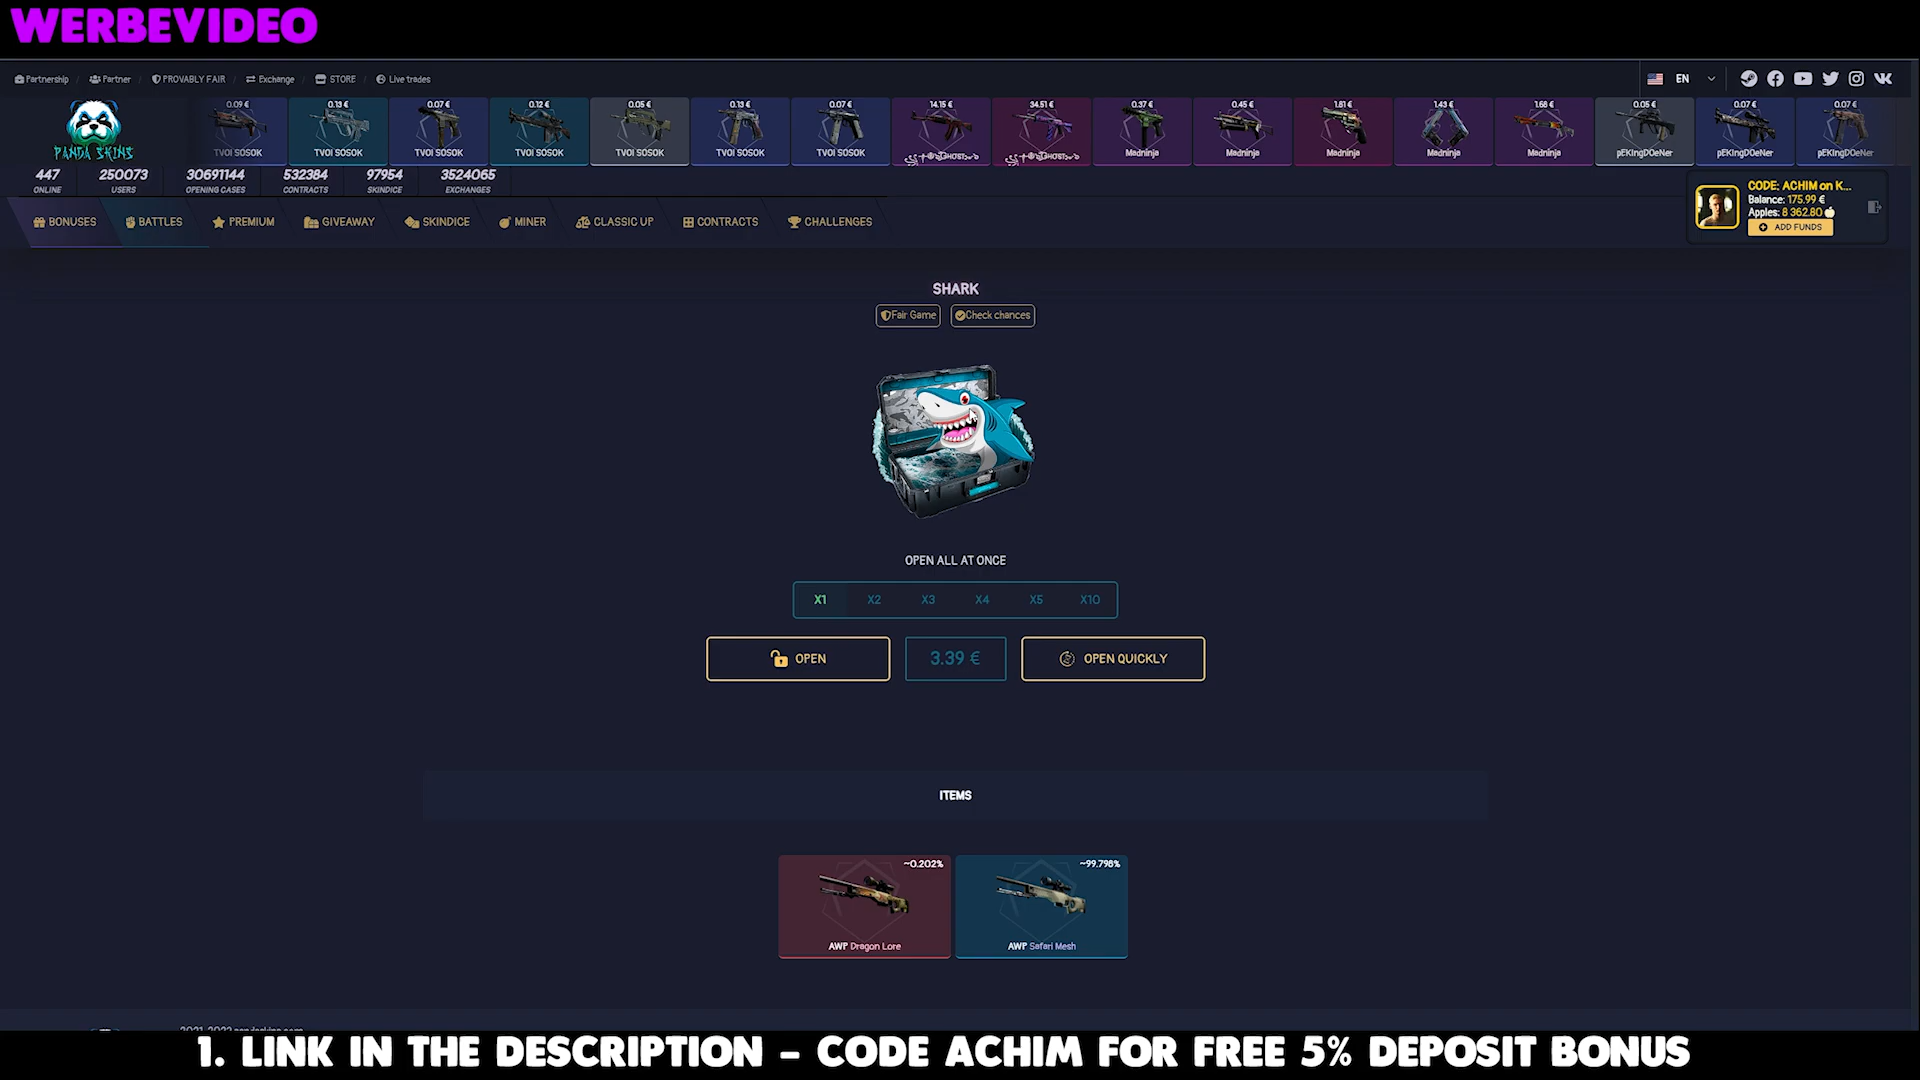 WERBEVIDEO
Partnership / Partner / PROVABLY FAIR / Exchange / STORE / Live trades
EN
PANDA SKINS
0.09 € 0.13 € 0.07 € 0.12 € 0.05 € 0.13 € 0.07 € 14.15 € 34.51 € 0.37 € 0.45 € 1.61 € 1.43 € 1.68 € 0.05 € 0.07 € 0.07 €
TVOI SOSOK TVOI SOSOK TVOI SOSOK TVOI SOSOK TVOI SOSOK TVOI SOSOK TVOI SOSOK Madninja Madninja Madninja Madninja Madninja pEKIngDOeNer pEKIngDOeNer pEKIngDOeNer
447 250073 30691144 532384 97954 3524065
ONLINE USERS OPENING CASES CONTRACTS SKINDICE EXCHANGES
CODE: ACHIM on K...
Balance: 175.99 €
Apples: 8 362.80
ADD FUNDS
BONUSES BATTLES PREMIUM GIVEAWAY SKINDICE MINER CLASSIC UP CONTRACTS CHALLENGES
SHARK
Fair Game Check chances
OPEN ALL AT ONCE
X1 X2 X3 X4 X5 X10
OPEN 3.39 € OPEN QUICKLY
ITEMS
~0.202% ~99.798%
AWP Dragon Lore AWP Safari Mesh
1. LINK IN THE DESCRIPTION – CODE ACHIM FOR FREE 5% DEPOSIT BONUS